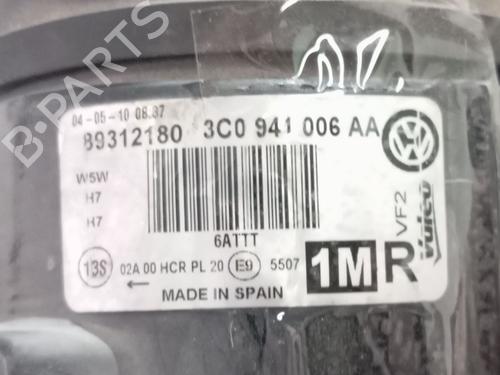 B-PARTS
04-05-10 08:37
89312180 3C0 941 006 AA
W5W
H7
H7
6ATTT
13S 02A 00 HCR PL 20 E9 5507
1M R
MADE IN SPAIN
VF2
Valeo